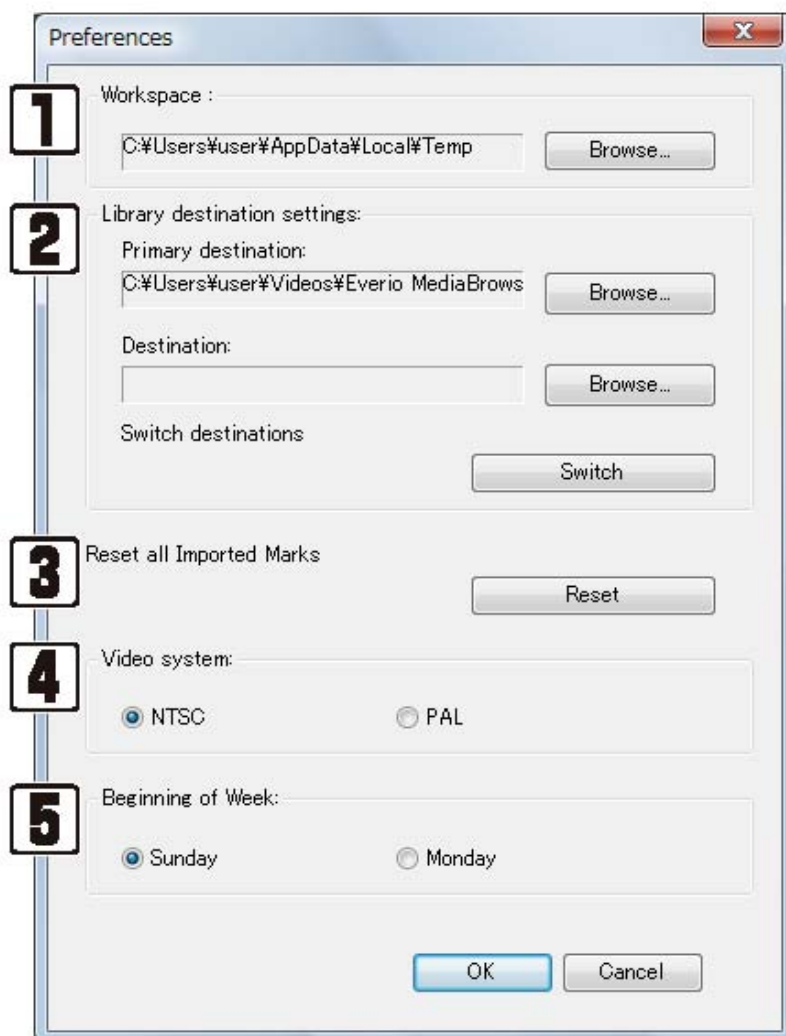 Preferences
1
Workspace :
C:¥Users¥user¥AppData¥Local¥Temp
Browse...
2
Library destination settings:
Primary destination:
C:¥Users¥user¥Videos¥Everio MediaBrows
Browse...
Destination:
Browse...
Switch destinations
Switch
3
Reset all Imported Marks
Reset
4
Video system:
NTSC PAL
5
Beginning of Week:
Sunday Monday
OK Cancel